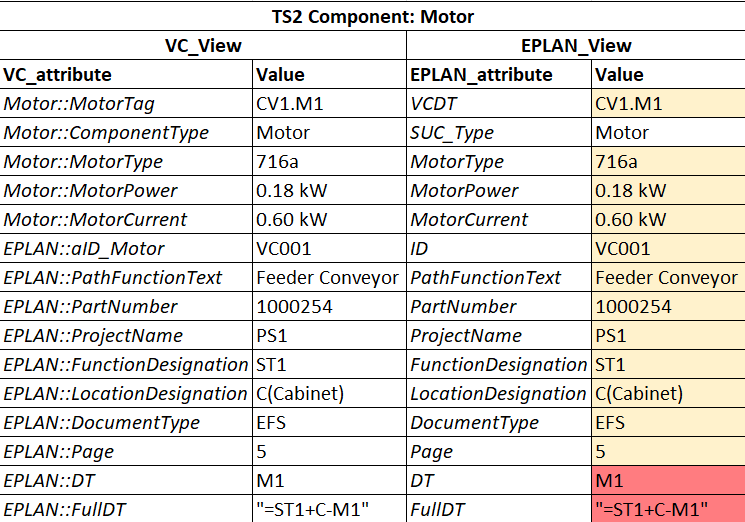 TS2 Component: Motor
VC_View EPLAN_View
VC_attribute Value EPLAN_attribute Value
Motor::MotorTag CV1.M1 VCDT CV1.M1
Motor::ComponentType Motor SUC_Type Motor
Motor::MotorType 716a MotorType 716a
Motor::MotorPower 0.18 kW MotorPower 0.18 kW
Motor::MotorCurrent 0.60 kW MotorCurrent 0.60 kW
EPLAN::aID_Motor VC001 ID VC001
EPLAN::PathFunctionText Feeder Conveyor PathFunctionText Feeder Conveyor
EPLAN::PartNumber 1000254 PartNumber 1000254
EPLAN::ProjectName PS1 ProjectName PS1
EPLAN::FunctionDesignation ST1 FunctionDesignation ST1
EPLAN::LocationDesignation C(Cabinet) LocationDesignation C(Cabinet)
EPLAN::DocumentType EFS DocumentType EFS
EPLAN::Page 5 Page 5
EPLAN::DT M1 DT M1
EPLAN::FullDT "=ST1+C-M1" FullDT "=ST1+C-M1"